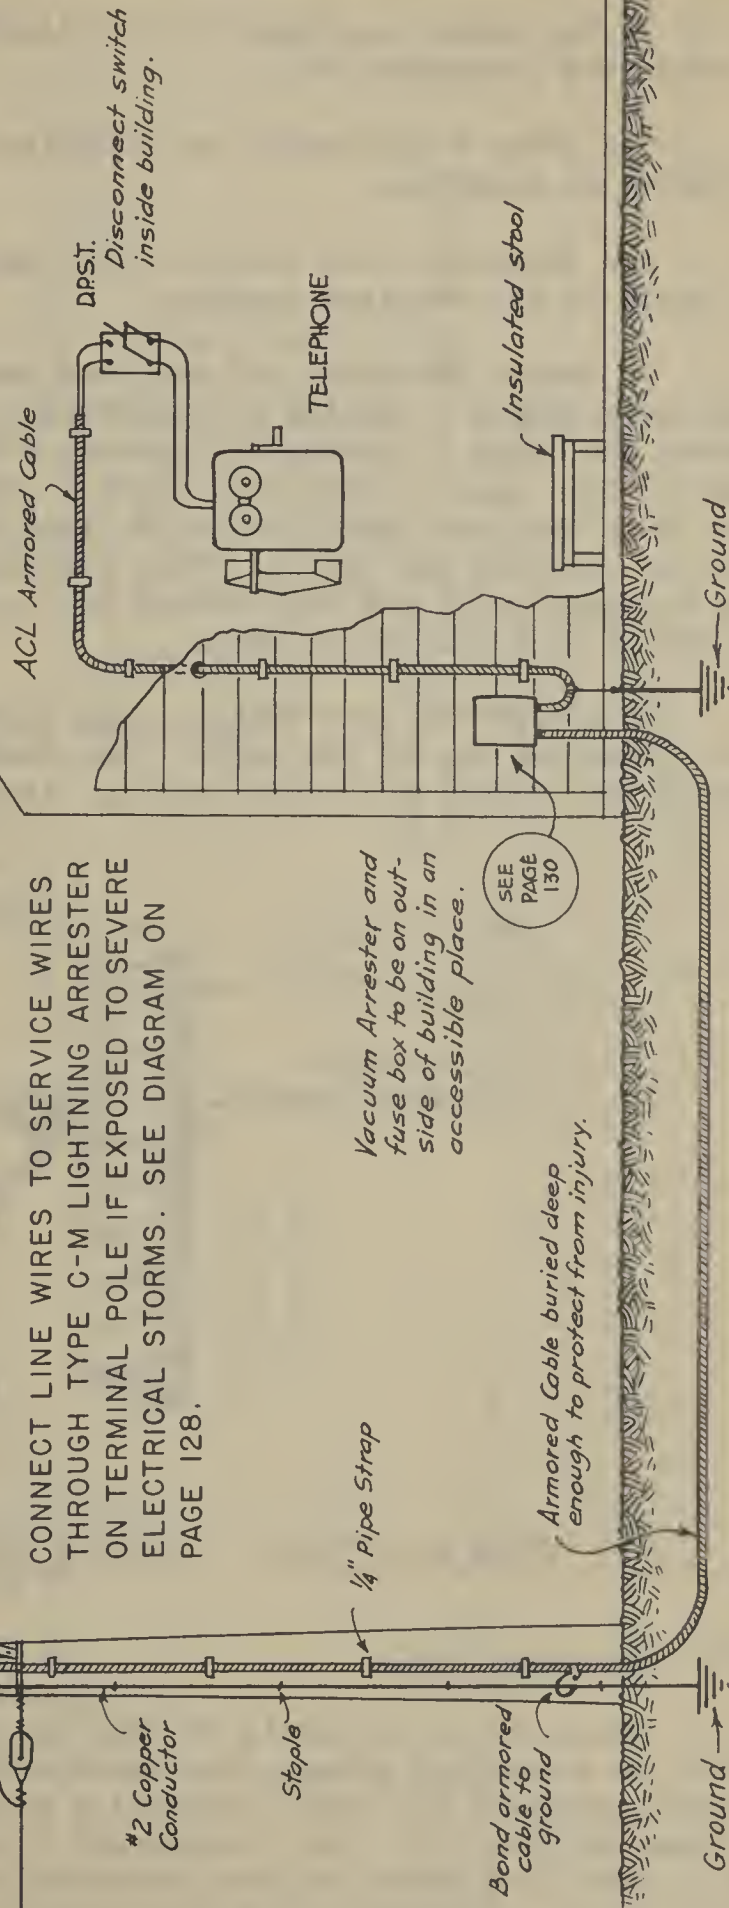 CONNECT LINE WIRES TO SERVICE WIRES
THROUGH TYPE C-M LIGHTNING ARRESTER
ON TERMINAL POLE IF EXPOSED TO SEVERE
ELECTRICAL STORMS. SEE DIAGRAM ON
PAGE 128.
ACL Armored Cable
D.P.S.T.
Disconnect switch
inside building.
TELEPHONE
#2 Copper
Conductor
Staple
1/4" Pipe Strap
Vacuum Arrester and
fuse box to be on out-
side of building in an
accessible place.
SEE
PAGE
130
Insulated stool
Bond armored
cable to
ground
Armored Cable buried deep
enough to protect from injury.
Ground
Ground